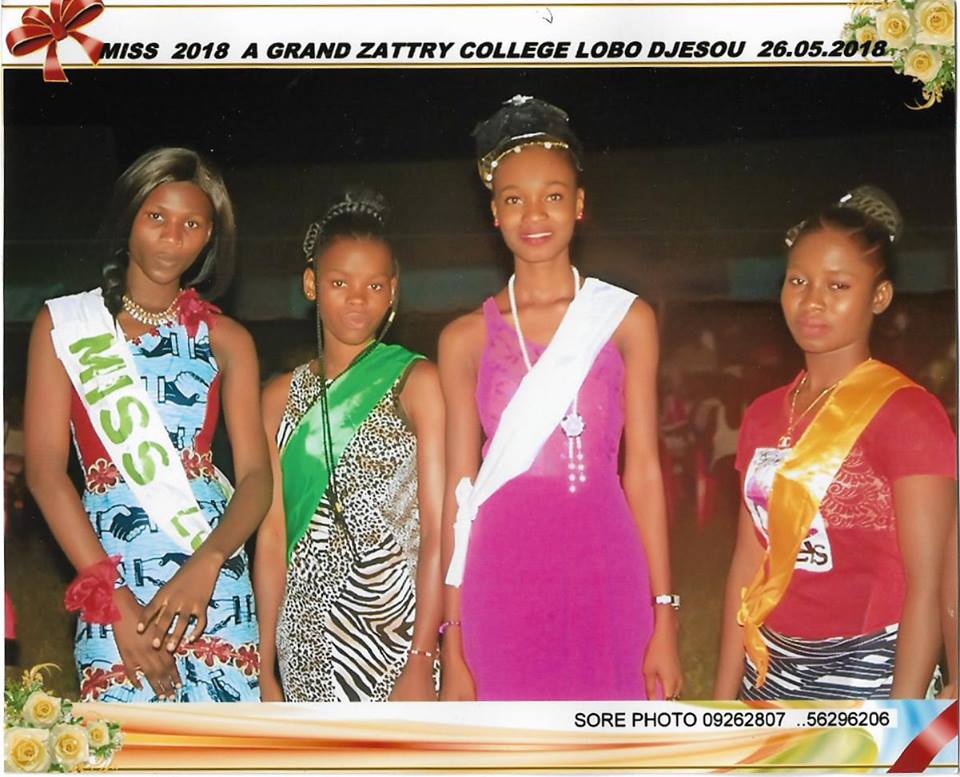 MISS 2018 A GRAND ZATTRY COLLEGE LOBO DJESOU 26.05.2018
MISS
SORE PHOTO 09262807 ..56296206